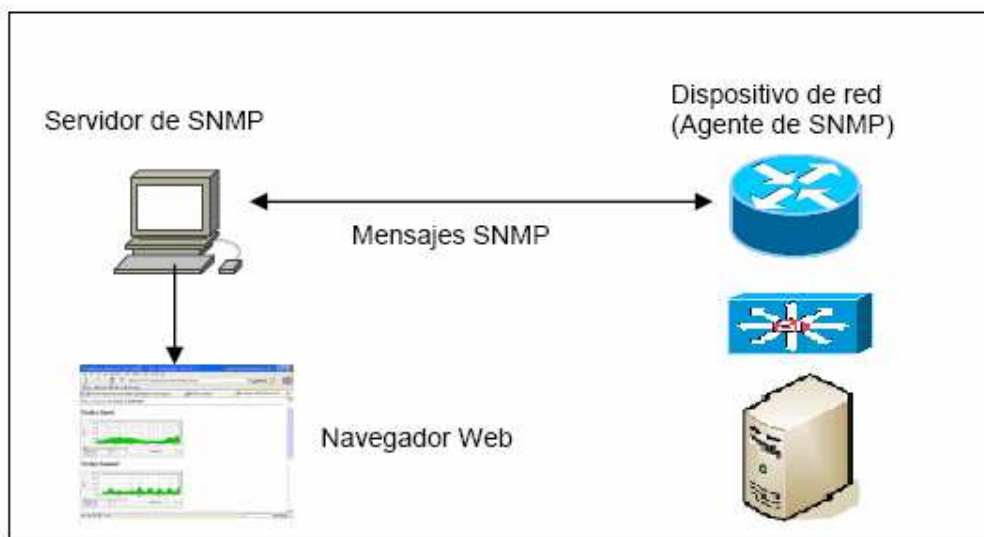 Servidor de SNMP
Dispositivo de red
(Agente de SNMP)
Mensajes SNMP
Navegador Web